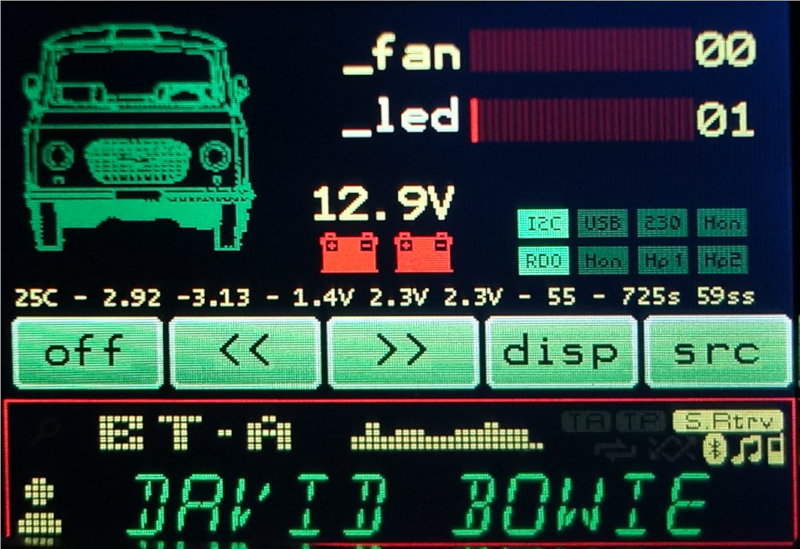 _fan 00
_led 01
12.9V
I2C USB 230 Mon
RDO Mon Hp1 Hp2
25C - 2.92 -3.13 - 1.4V 2.3V 2.3V - 55 - 725s 59ss
off << >> disp src
BT-A TA TA S.Rtrv
DAVID BOWIE